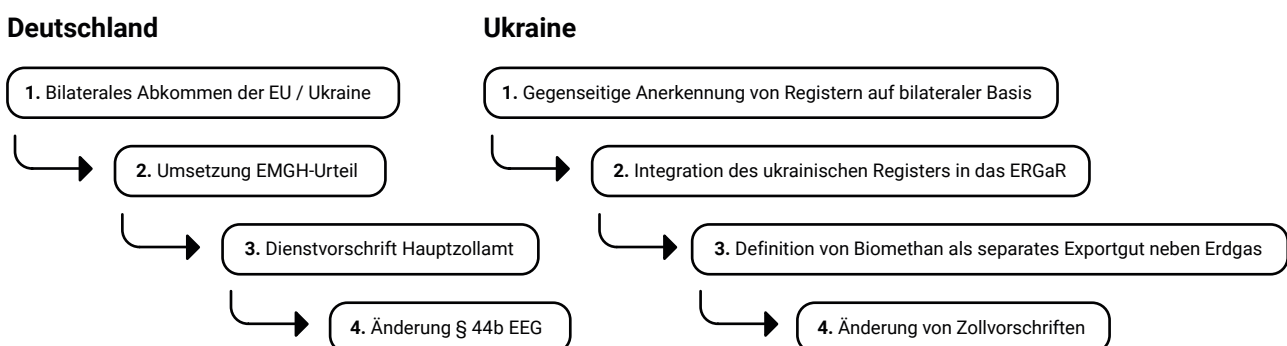 Deutschland
1. Bilaterales Abkommen der EU / Ukraine
2. Umsetzung EMGH-Urteil
3. Dienstvorschrift Hauptzollamt
4. Änderung § 44b EEG
Ukraine
1. Gegenseitige Anerkennung von Registern auf bilateraler Basis
2. Integration des ukrainischen Registers in das ERGaR
3. Definition von Biomethan als separates Exportgut neben Erdgas
4. Änderung von Zollvorschriften